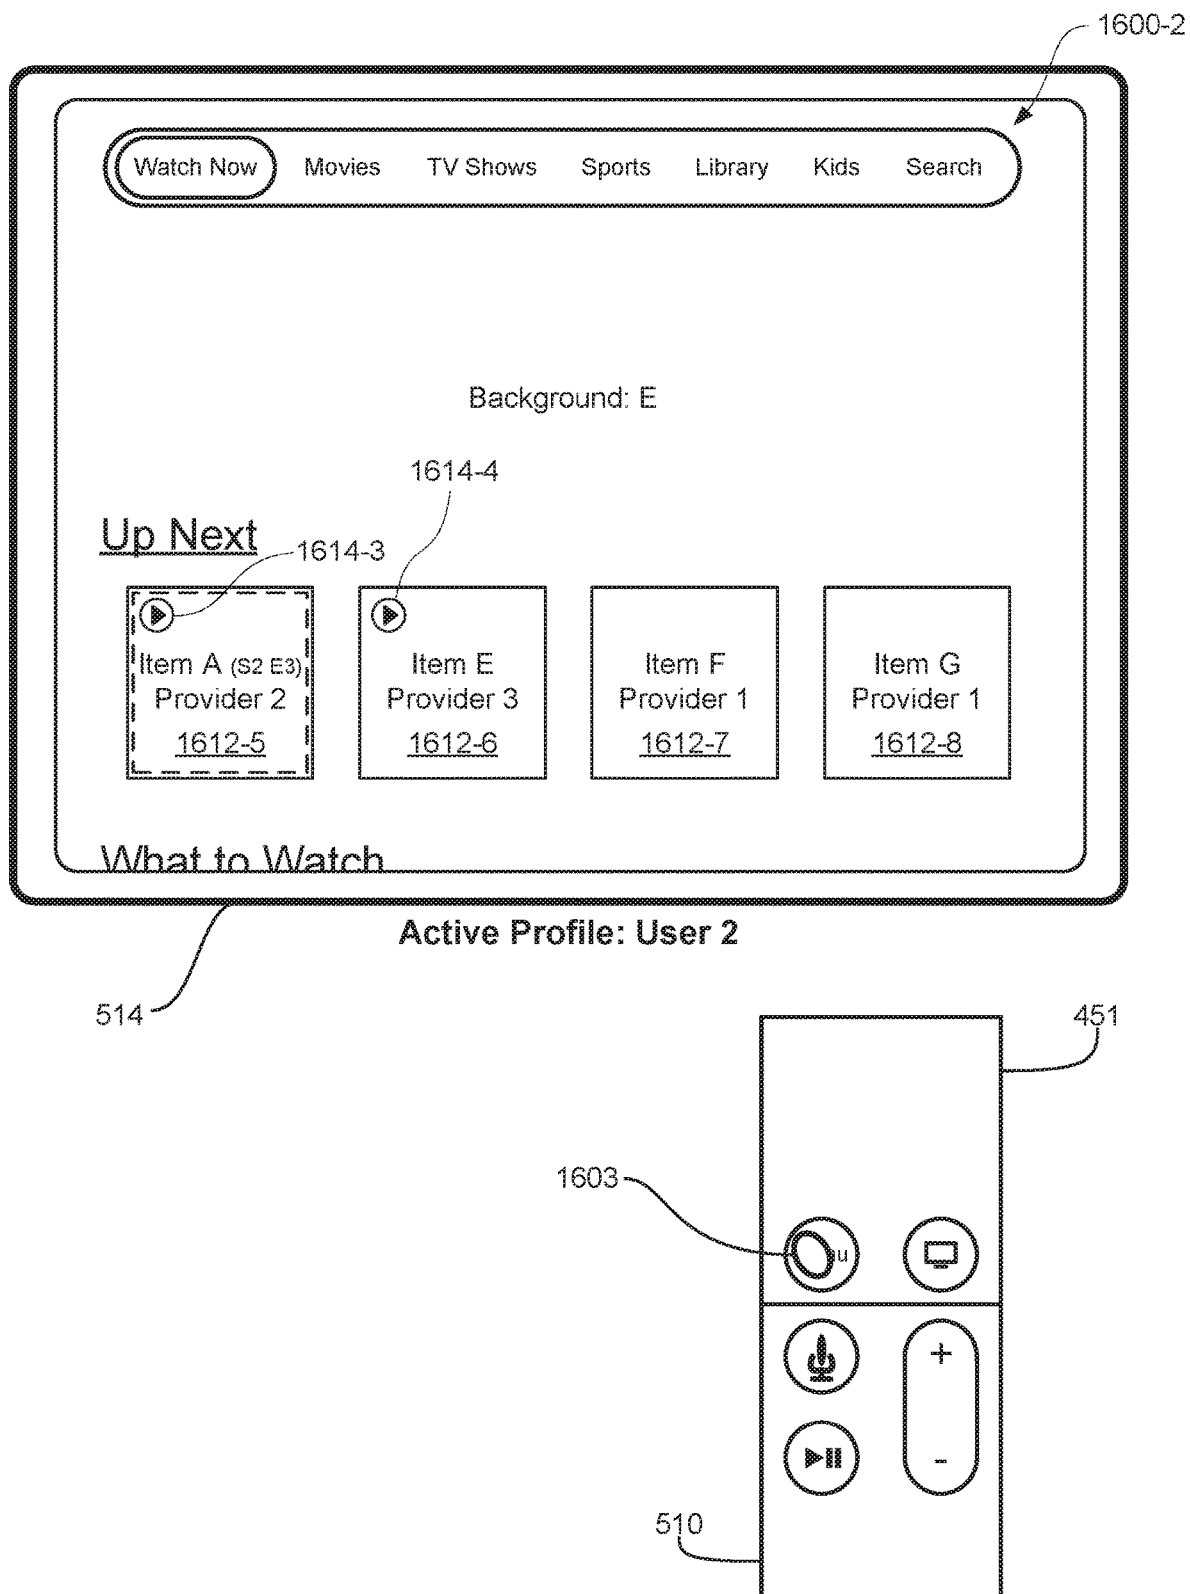 1600-2
Watch Now Movies TV Shows Sports Library Kids Search
Background: E
1614-4
Up Next
1614-3
Item A (S2 E3) Item E Item F Item G
Provider 2 Provider 3 Provider 1 Provider 1
1612-5 1612-6 1612-7 1612-8
What to Watch
Active Profile: User 2
514
451
1603
nu
+
-
510